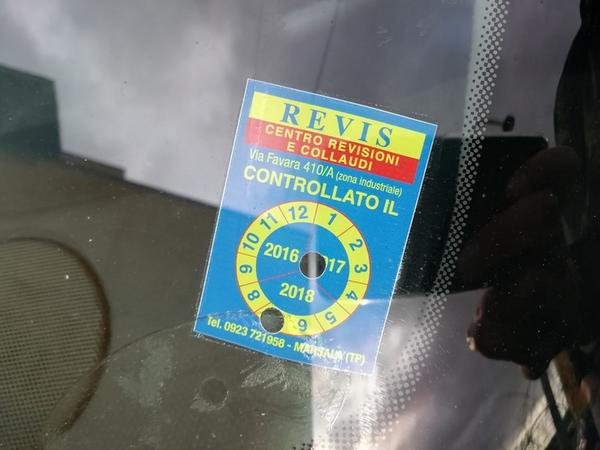 REVIS
CENTRO REVISIONI
E COLLAUDI
Via Favara 410/A (zona industriale)
CONTROLLATO IL
12 1 2 3 4 5 6 8 9 10 11
2016 17
2018
Tel. 0923 721958 - MARSALA (TP)